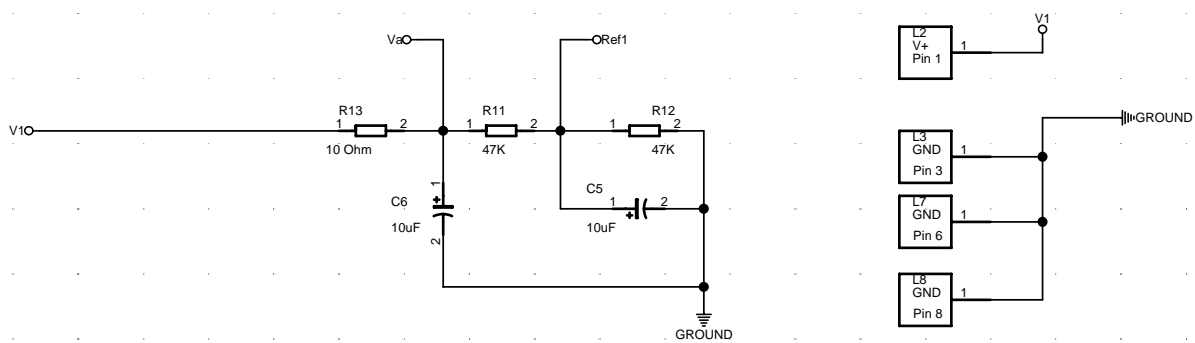 Va
Ref1
V1
R13
1
2
10 Ohm
R11
1
2
47K
R12
1
2
47K
C6
1
10uF
2
C5
1
2
10uF
GROUND
V1
L2
V+
Pin 1
1
GROUND
L3
GND
Pin 3
1
L7
GND
Pin 6
1
L8
GND
Pin 8
1